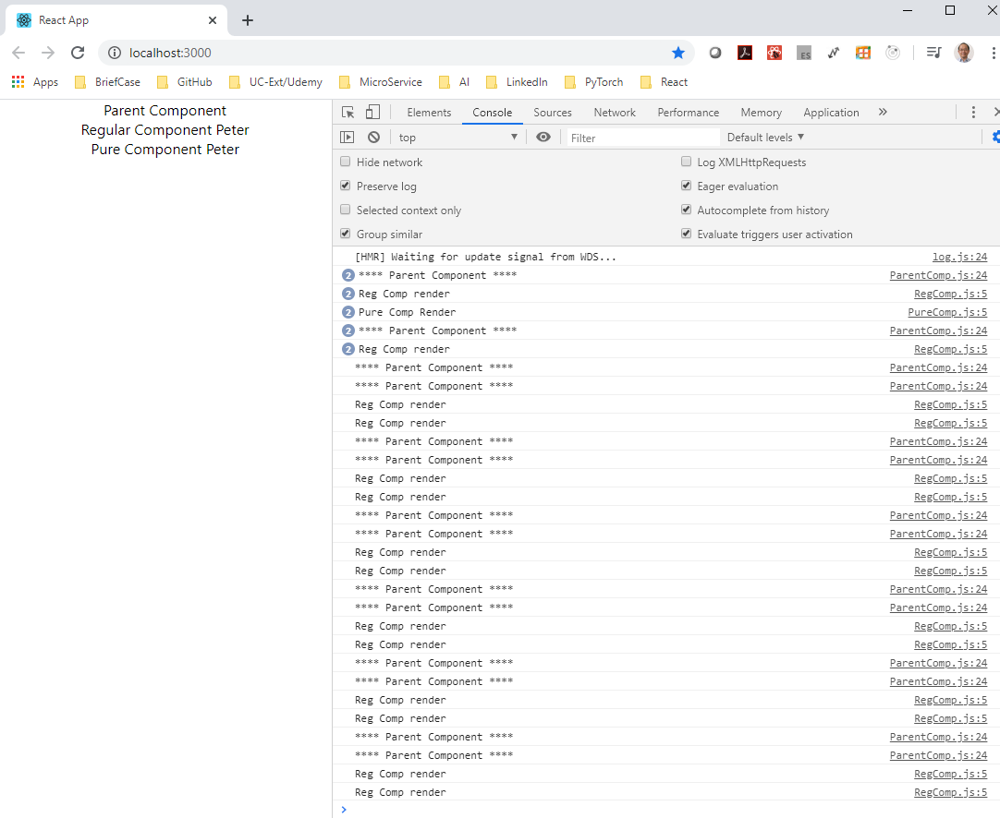 React App
localhost:3000
Apps BriefCase GitHub UC-Ext/Udemy MicroService AI LinkedIn PyTorch React
Parent Component
Regular Component Peter
Pure Component Peter
Elements Console Sources Network Performance Memory Application
top Filter Default levels
Hide network Log XMLHttpRequests
Preserve log Eager evaluation
Selected context only Autocomplete from history
Group similar Evaluate triggers user activation
[HMR] Waiting for update signal from WDS... log.js:24
2 **** Parent Component **** ParentComp.js:24
2 Reg Comp render RegComp.js:5
2 Pure Comp Render PureComp.js:5
2 **** Parent Component **** ParentComp.js:24
2 Reg Comp render RegComp.js:5
**** Parent Component **** ParentComp.js:24
**** Parent Component **** ParentComp.js:24
Reg Comp render RegComp.js:5
Reg Comp render RegComp.js:5
**** Parent Component **** ParentComp.js:24
**** Parent Component **** ParentComp.js:24
Reg Comp render RegComp.js:5
Reg Comp render RegComp.js:5
**** Parent Component **** ParentComp.js:24
**** Parent Component **** ParentComp.js:24
Reg Comp render RegComp.js:5
Reg Comp render RegComp.js:5
**** Parent Component **** ParentComp.js:24
**** Parent Component **** ParentComp.js:24
Reg Comp render RegComp.js:5
Reg Comp render RegComp.js:5
**** Parent Component **** ParentComp.js:24
**** Parent Component **** ParentComp.js:24
Reg Comp render RegComp.js:5
Reg Comp render RegComp.js:5
**** Parent Component **** ParentComp.js:24
**** Parent Component **** ParentComp.js:24
Reg Comp render RegComp.js:5
Reg Comp render RegComp.js:5